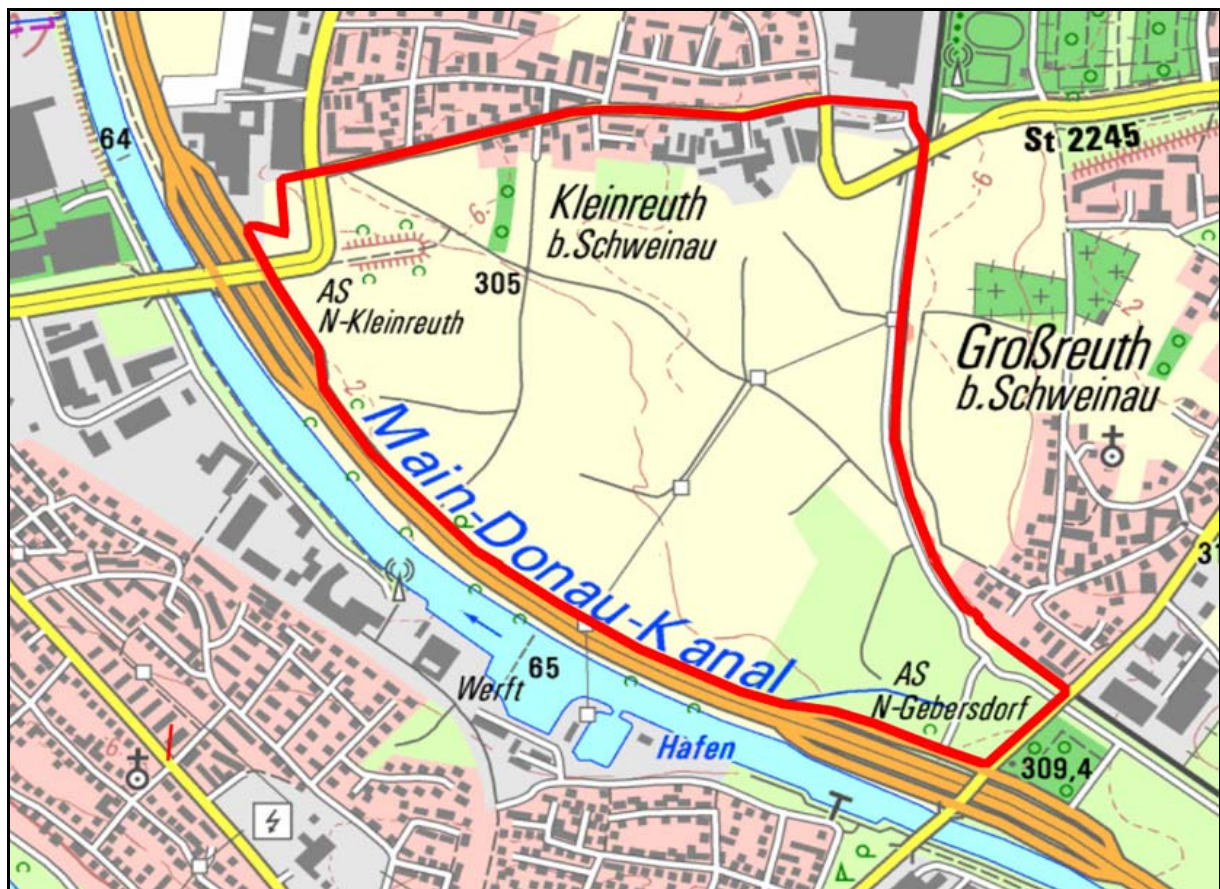 64
St 2245
Kleinreuth
b.Schweinau
305
AS
N-Kleinreuth
Großreuth
b.Schweinau
Main-Donau-Kanal
65
Werft
Hafen
AS
N-Gebersdorf
309,4